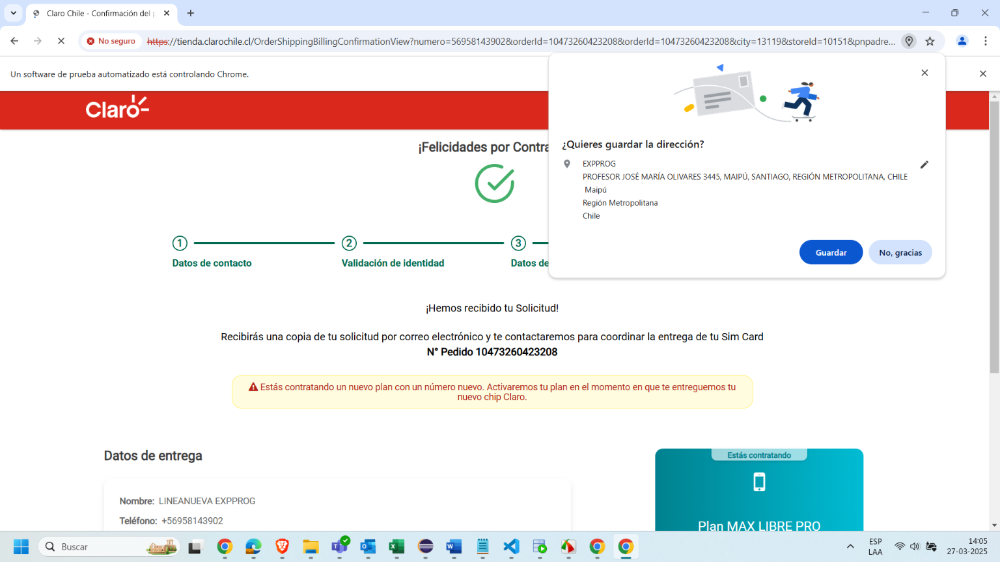 Claro Chile - Confirmación del p
No seguro
https://tienda.clarochile.cl/OrderShippingBillingConfirmationView?numero=56958143902&orderId=10473260423208&orderId=10473260423208&city=13119&storeId=10151&pnpadre...
Un software de prueba automatizado está controlando Chrome.
Claro
¡Felicidades por Contra
¿Quieres guardar la dirección?
EXPPROG
PROFESOR JOSÉ MARÍA OLIVARES 3445, MAIPÚ, SANTIAGO, REGIÓN METROPOLITANA, CHILE
Maipú
Región Metropolitana
Chile
Guardar
No, gracias
1
2
3
Datos de contacto
Validación de identidad
Datos de
¡Hemos recibido tu Solicitud!
Recibirás una copia de tu solicitud por correo electrónico y te contactaremos para coordinar la entrega de tu Sim Card
N° Pedido 10473260423208
Estás contratando un nuevo plan con un número nuevo. Activaremos tu plan en el momento en que te entreguemos tu
nuevo chip Claro.
Datos de entrega
Nombre: LINEANUEVA EXPPROG
Teléfono: +56958143902
Estás contratando
Plan MAX LIBRE PRO
Buscar
ESP
LAA
14:05
27-03-2025